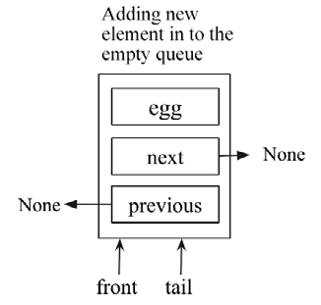 Adding new
element in to the
empty queue
egg
next
None
None
previous
front
tail